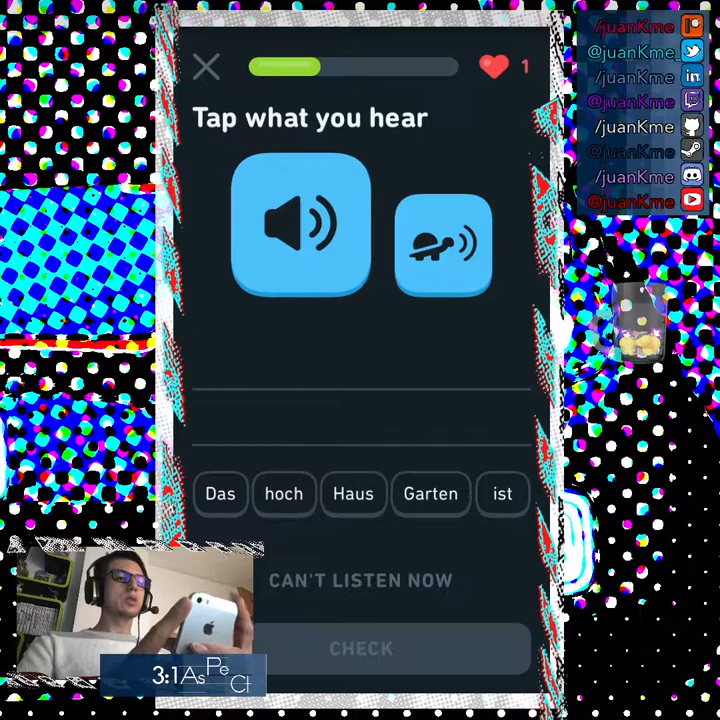 1
Tap what you hear
Das hoch Haus Garten ist
CAN'T LISTEN NOW
CHECK
/juanKme
@juanKme_
/juanKme
@juanKme
/juanKme
@juanKme
/juanKme
@juanKme
3:1AsPeCt